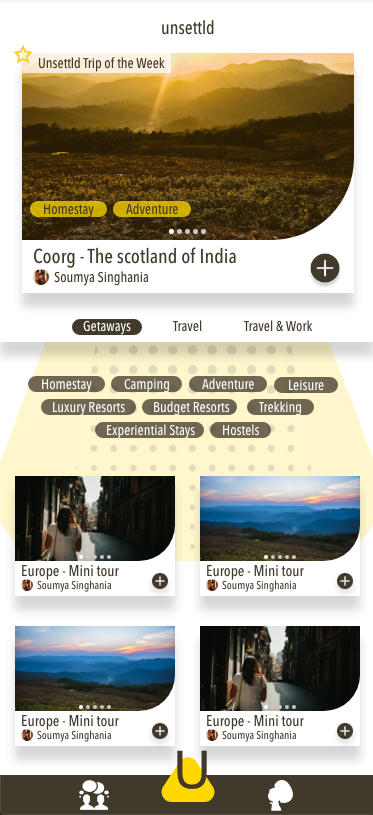 unsettld
Unsettld Trip of the Week
Homestay Adventure
Coorg - The scotland of India
Soumya Singhania
Getaways Travel Travel & Work
Homestay Camping Adventure Leisure
Luxury Resorts Budget Resorts Trekking
Experiential Stays Hostels
Europe - Mini tour
Soumya Singhania
Europe - Mini tour
Soumya Singhania
Europe - Mini tour
Soumya Singhania
Europe - Mini tour
Soumya Singhania
U